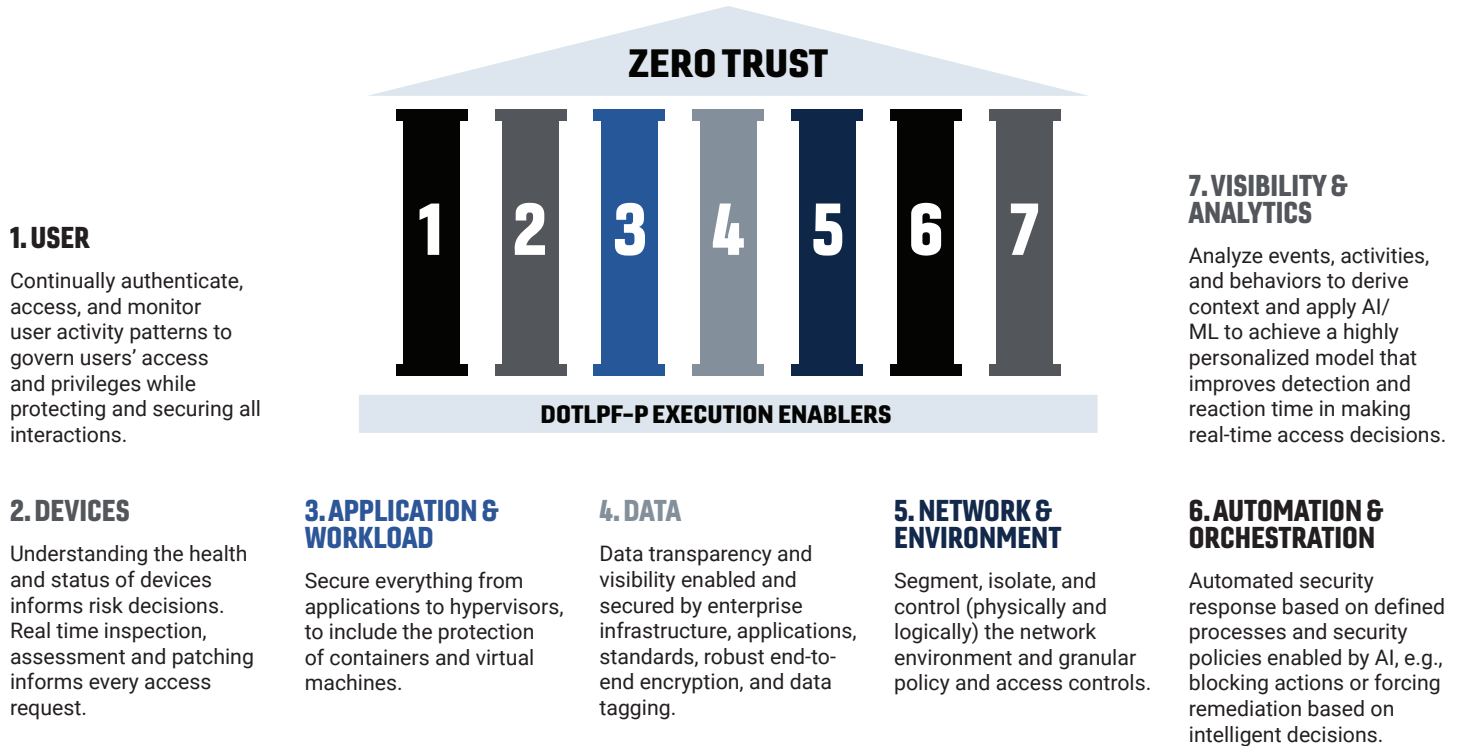 ZERO TRUST
1
2
3
4
5
6
7
DOTLPF-P EXECUTION ENABLERS
1. USER
Continually authenticate,
access, and monitor
user activity patterns to
govern users’ access
and privileges while
protecting and securing all
interactions.
2. DEVICES
Understanding the health
and status of devices
informs risk decisions.
Real time inspection,
assessment and patching
informs every access
request.
3. APPLICATION &
WORKLOAD
Secure everything from
applications to hypervisors,
to include the protection
of containers and virtual
machines.
4. DATA
Data transparency and
visibility enabled and
secured by enterprise
infrastructure, applications,
standards, robust end-to-
end encryption, and data
tagging.
5. NETWORK &
ENVIRONMENT
Segment, isolate, and
control (physically and
logically) the network
environment and granular
policy and access controls.
6. AUTOMATION &
ORCHESTRATION
Automated security
response based on defined
processes and security
policies enabled by AI, e.g.,
blocking actions or forcing
remediation based on
intelligent decisions.
7. VISIBILITY &
ANALYTICS
Analyze events, activities,
and behaviors to derive
context and apply AI/
ML to achieve a highly
personalized model that
improves detection and
reaction time in making
real-time access decisions.